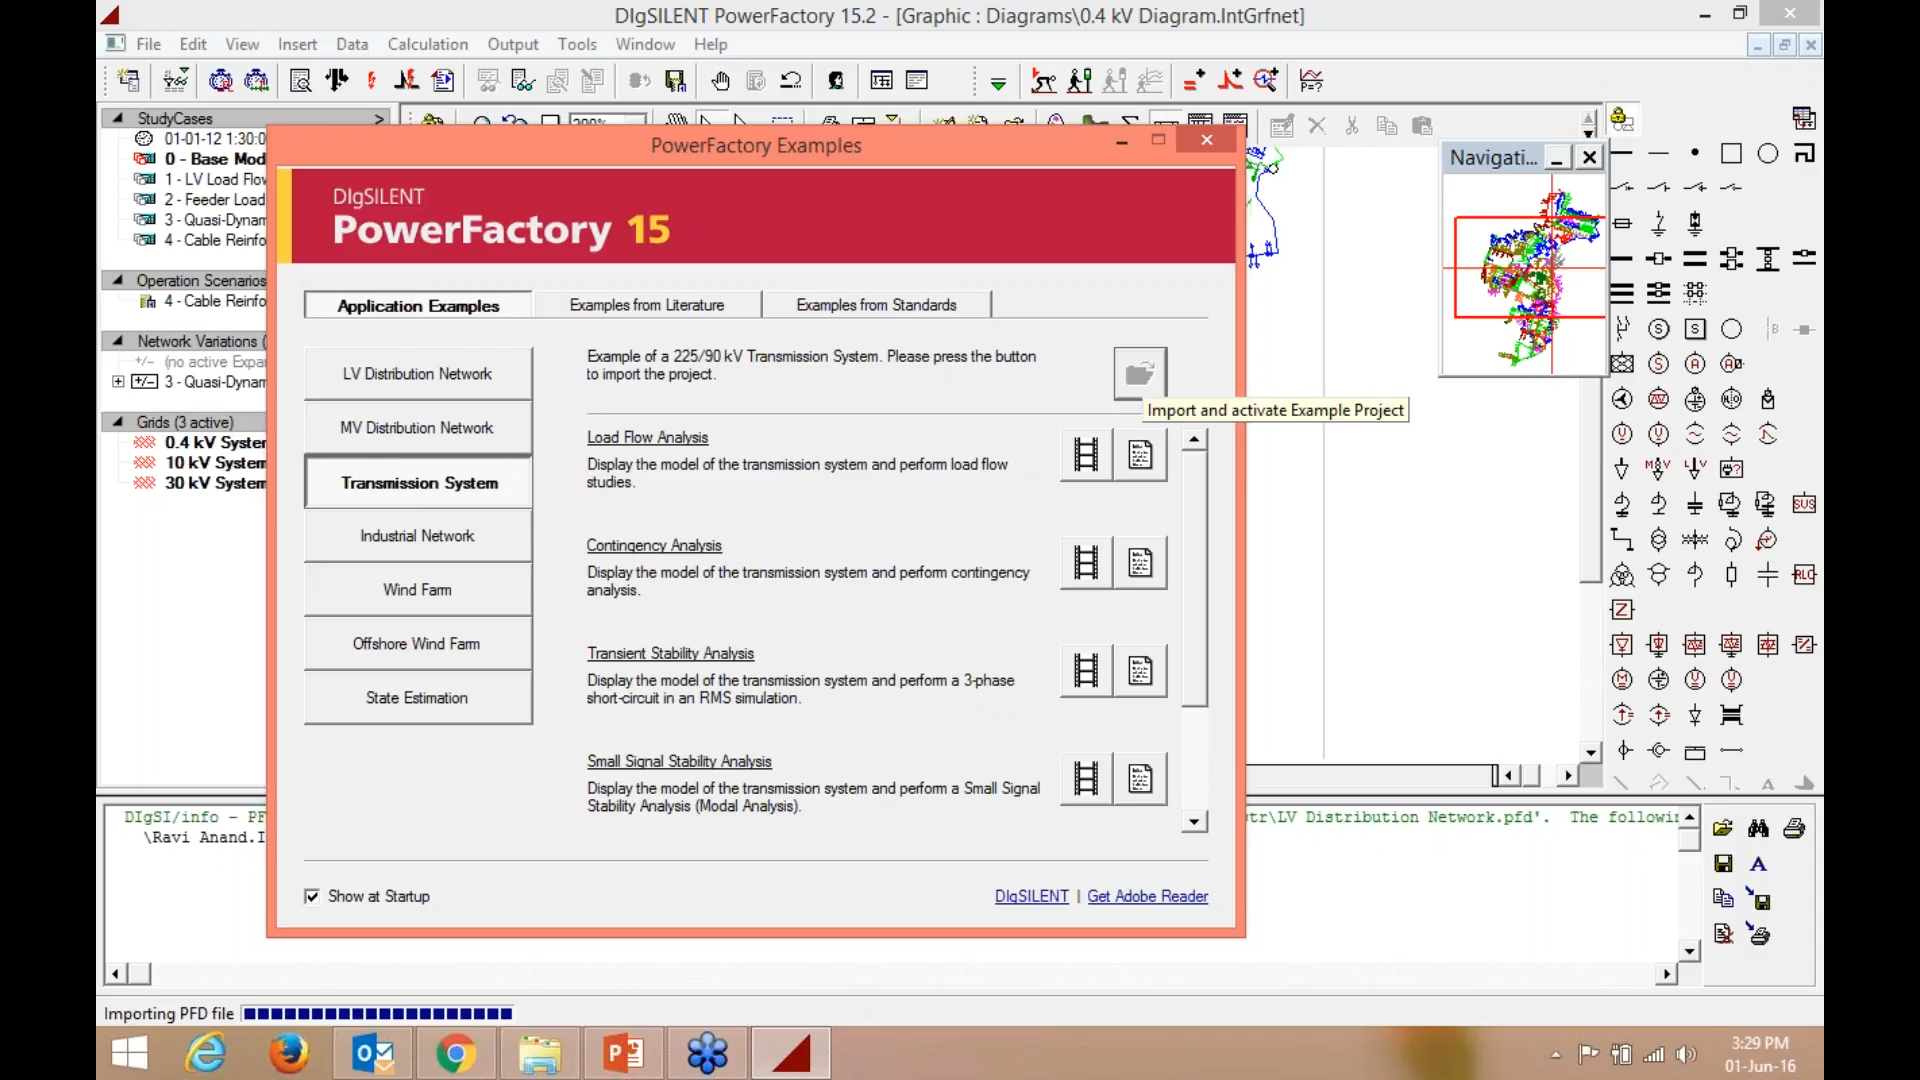 DIgSILENT PowerFactory 15.2 - [Graphic : Diagrams\0.4 kV Diagram.IntGrfnet]
File Edit View Insert Data Calculation Output Tools Window Help
StudyCases
01-01-12 1:30:0
0 - Base Mod
1 - LV Load Flow
2 - Feeder Load
3 - Quasi-Dynam
4 - Cable Reinfo
Operation Scenarios
4 - Cable Reinfo
Network Variations (
(no active Expa
3 - Quasi-Dynam
Grids (3 active)
0.4 kV System
10 kV System
30 kV System
PowerFactory Examples
DIgSILENT
PowerFactory 15
Application Examples
Examples from Literature
Examples from Standards
LV Distribution Network
MV Distribution Network
Transmission System
Industrial Network
Wind Farm
Offshore Wind Farm
State Estimation
Example of a 225/90 kV Transmission System. Please press the button
to import the project.
Import and activate Example Project
Load Flow Analysis
Display the model of the transmission system and perform load flow
studies.
Contingency Analysis
Display the model of the transmission system and perform contingency
analysis.
Transient Stability Analysis
Display the model of the transmission system and perform a 3-phase
short-circuit in an RMS simulation.
Small Signal Stability Analysis
Display the model of the transmission system and perform a Small Signal
Stability Analysis (Modal Analysis).
Show at Startup
DIgSILENT | Get Adobe Reader
Navigati...
DIgSI/info - PF
\Ravi Anand.I
tr\LV Distribution Network.pfd'. The followin
Importing PFD file
3:29 PM
01-Jun-16